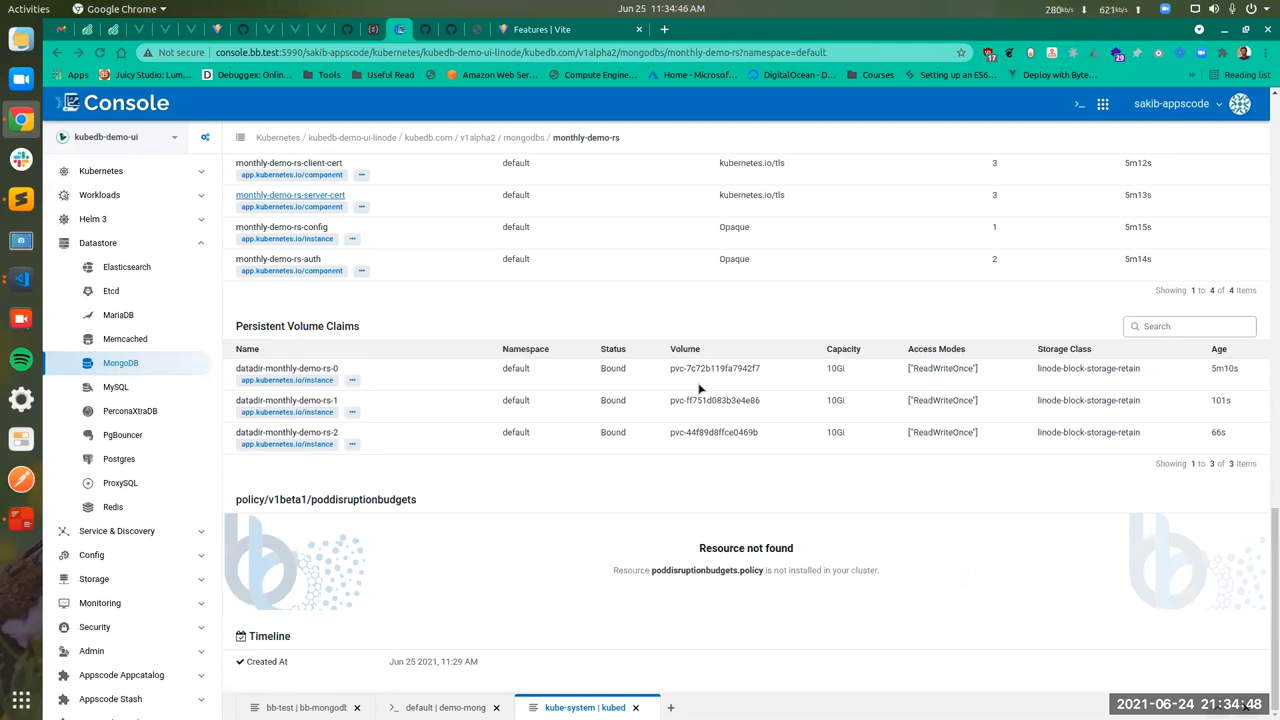 Activities
Google Chrome
Jun 25 11:34:46 AM
280k/s
Features | Vite
Not secure
console.bb.test:5990/sakib-appscode/kubernetes/kubedb-demo-ui-linode/kubedb.com/v1alpha2/mongodbs/monthly-demo-rs?namespace=default
17
29
Apps
Juicy Studio: Lum...
Debuggex: Onlin...
Tools
Useful Read
Amazon Web Ser...
Compute Engine...
Home - Microsof...
DigitalOcean - D...
Courses
Setting up an ES6...
Deploy with Byte...
»
Reading list
Console
sakib-appscode
kubedb-demo-ui
Kubernetes / kubedb-demo-ui-linode / kubedb.com / v1alpha2 / mongodbs / monthly-demo-rs
Kubernetes
Workloads
Helm 3
Datastore
Elasticsearch
Etcd
MariaDB
Memcached
MongoDB
MySQL
PerconaXtraDB
PgBouncer
Postgres
ProxySQL
Redis
Service & Discovery
Config
Storage
Monitoring
Security
Admin
Appscode Appcatalog
Appscode Stash
monthly-demo-rs-client-cert default kubernetes.io/tls 3 5m12s
app.kubernetes.io/component ...
monthly-demo-rs-server-cert default kubernetes.io/tls 3 5m13s
app.kubernetes.io/component ...
monthly-demo-rs-config default Opaque 1 5m15s
app.kubernetes.io/instance ...
monthly-demo-rs-auth default Opaque 2 5m14s
app.kubernetes.io/component ...
Showing 1 to 4 of 4 Items
Persistent Volume Claims
Search
Name Namespace Status Volume Capacity Access Modes Storage Class Age
datadir-monthly-demo-rs-0 default Bound pvc-7c72b119fa7942f7 10Gi ["ReadWriteOnce"] linode-block-storage-retain 5m10s
app.kubernetes.io/instance ...
datadir-monthly-demo-rs-1 default Bound pvc-ff751d083b3e4e86 10Gi ["ReadWriteOnce"] linode-block-storage-retain 101s
app.kubernetes.io/instance ...
datadir-monthly-demo-rs-2 default Bound pvc-44f89d8ffce0469b 10Gi ["ReadWriteOnce"] linode-block-storage-retain 66s
app.kubernetes.io/instance ...
Showing 1 to 3 of 3 Items
policy/v1beta1/poddisruptionbudgets
Resource not found
Resource poddisruptionbudgets.policy is not installed in your cluster.
Timeline
Created At Jun 25 2021, 11:29 AM
bb-test | bb-mongodb
default | demo-mong
kube-system | kubed
2021-06-24 21:34:48